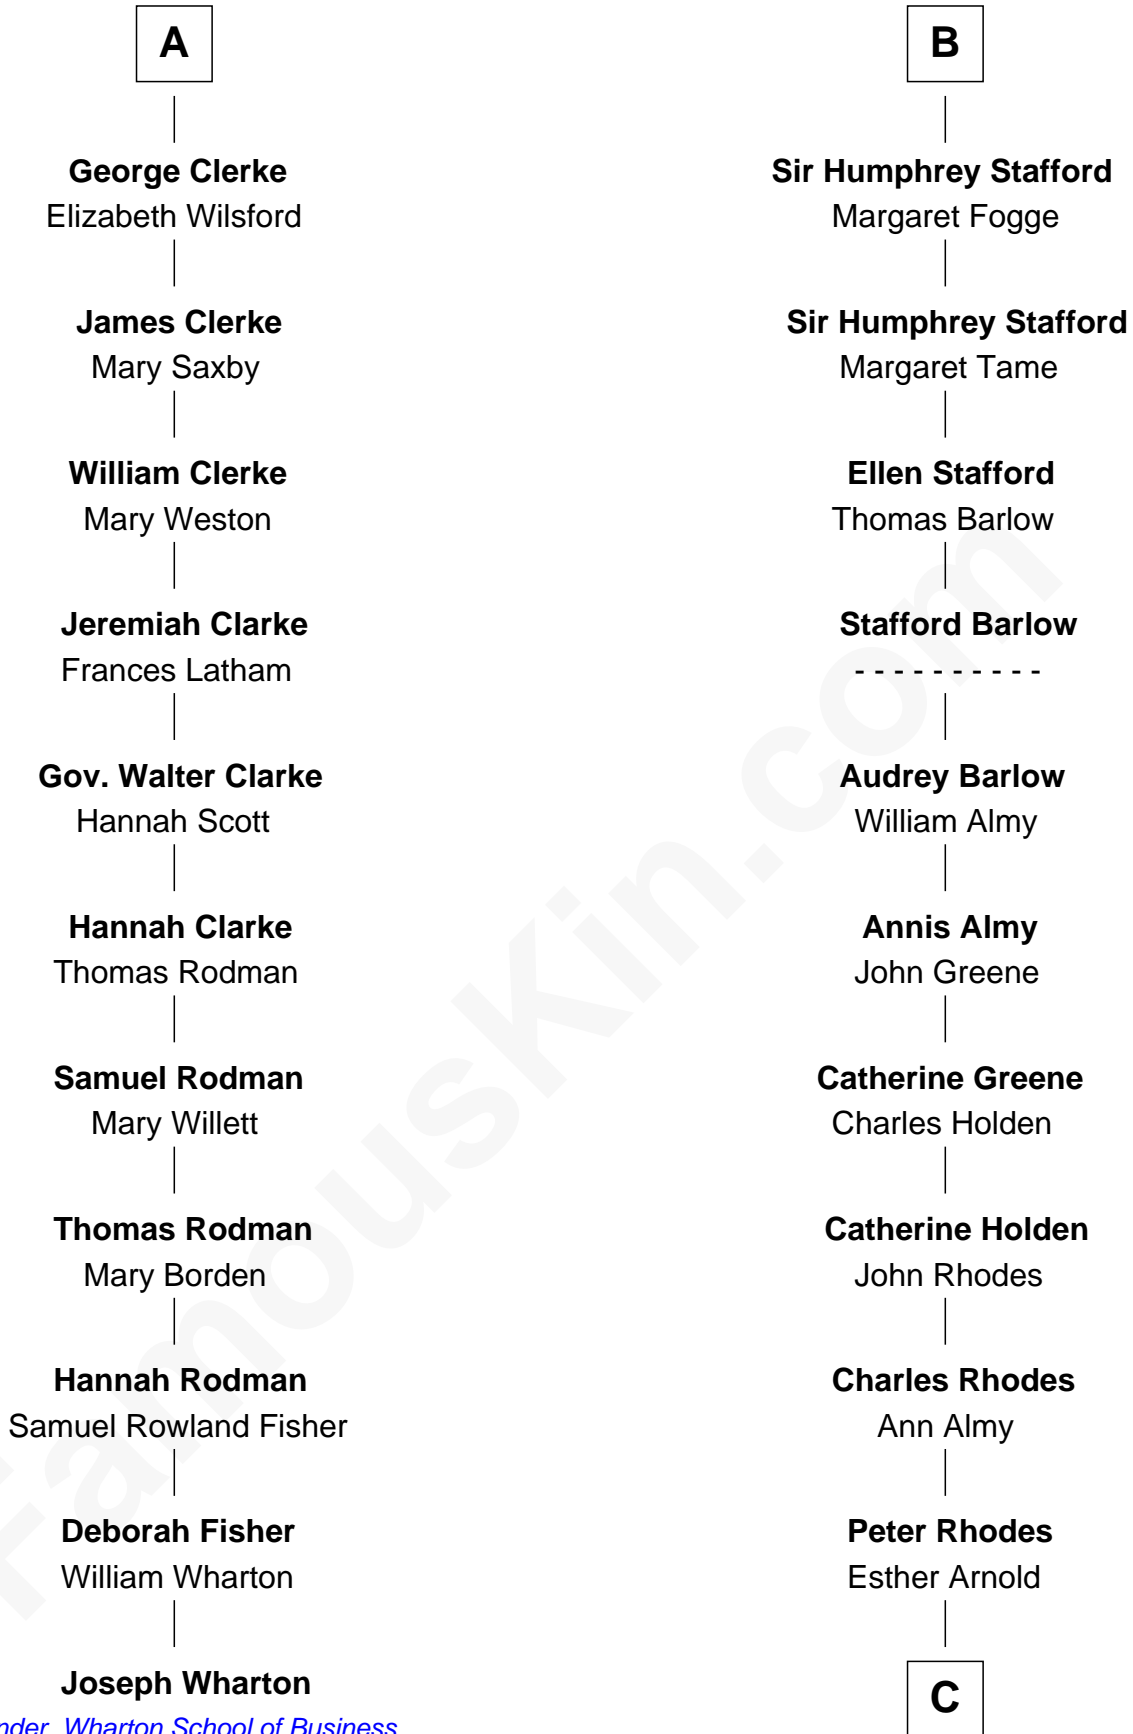 A
George Clerke
Elizabeth Wilsford
James Clerke
Mary Saxby
William Clerke
Mary Weston
Jeremiah Clarke
Frances Latham
Gov. Walter Clarke
Hannah Scott
Hannah Clarke
Thomas Rodman
Samuel Rodman
Mary Willett
Thomas Rodman
Mary Borden
Hannah Rodman
Samuel Rowland Fisher
Deborah Fisher
William Wharton
Joseph Wharton
Wharton School of Business
B
Sir Humphrey Stafford
Margaret Fogge
Sir Humphrey Stafford
Margaret Tame
Ellen Stafford
Thomas Barlow
Stafford Barlow
- - - - - - - - - -
Audrey Barlow
William Almy
Annis Almy
John Greene
Catherine Greene
Charles Holden
Catherine Holden
John Rhodes
Charles Rhodes
Ann Almy
Peter Rhodes
Esther Arnold
C
FamousKin.com